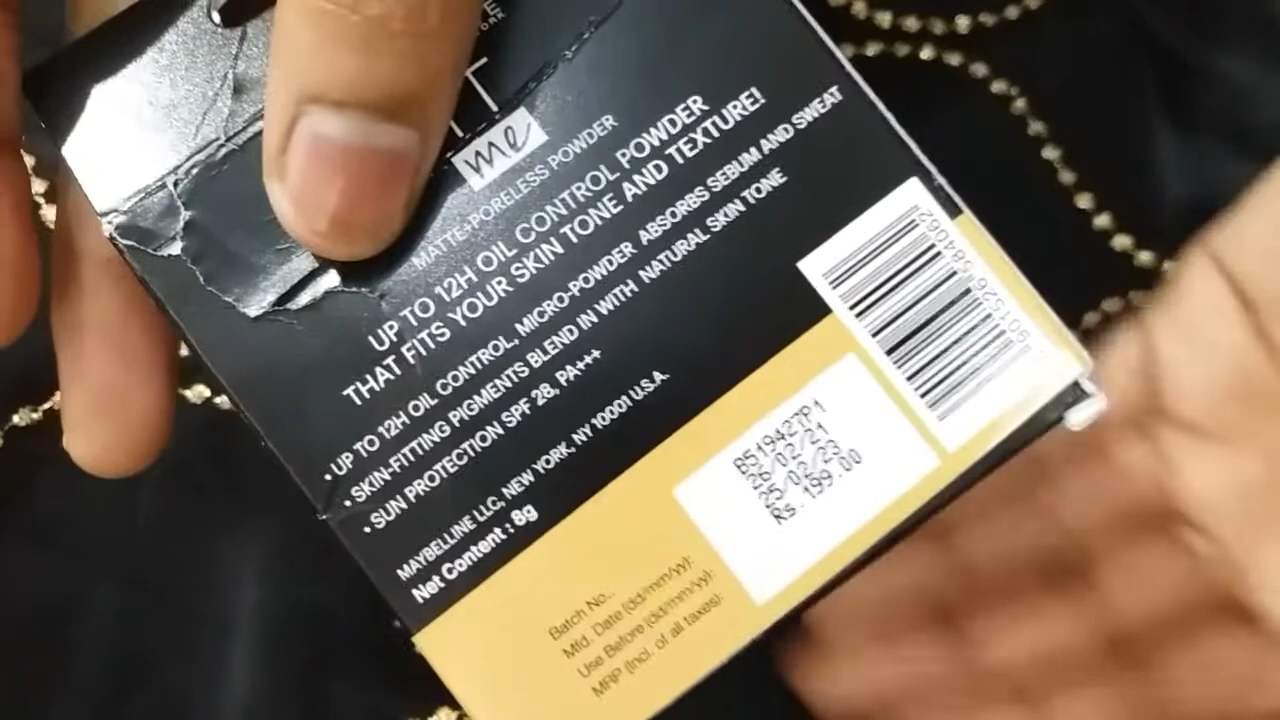 me
MATTE+PORELESS POWDER
UP TO 12H OIL CONTROL POWDER
THAT FITS YOUR SKIN TONE AND TEXTURE!
• UP TO 12H OIL CONTROL, MICRO-POWDER ABSORBS SEBUM AND SWEAT
• SKIN-FITTING PIGMENTS BLEND IN WITH NATURAL SKIN TONE
• SUN PROTECTION SPF 28, PA+++
MAYBELLINE LLC, NEW YORK, NY 10001 U.S.A.
Net Content : 8g
B51942TP1
26/02/21
25/02/23
Rs.199.00
Batch No.:
Mfd. Date (dd/mm/yy):
Use Before (dd/mm/yy):
MRP (Incl. of all taxes):